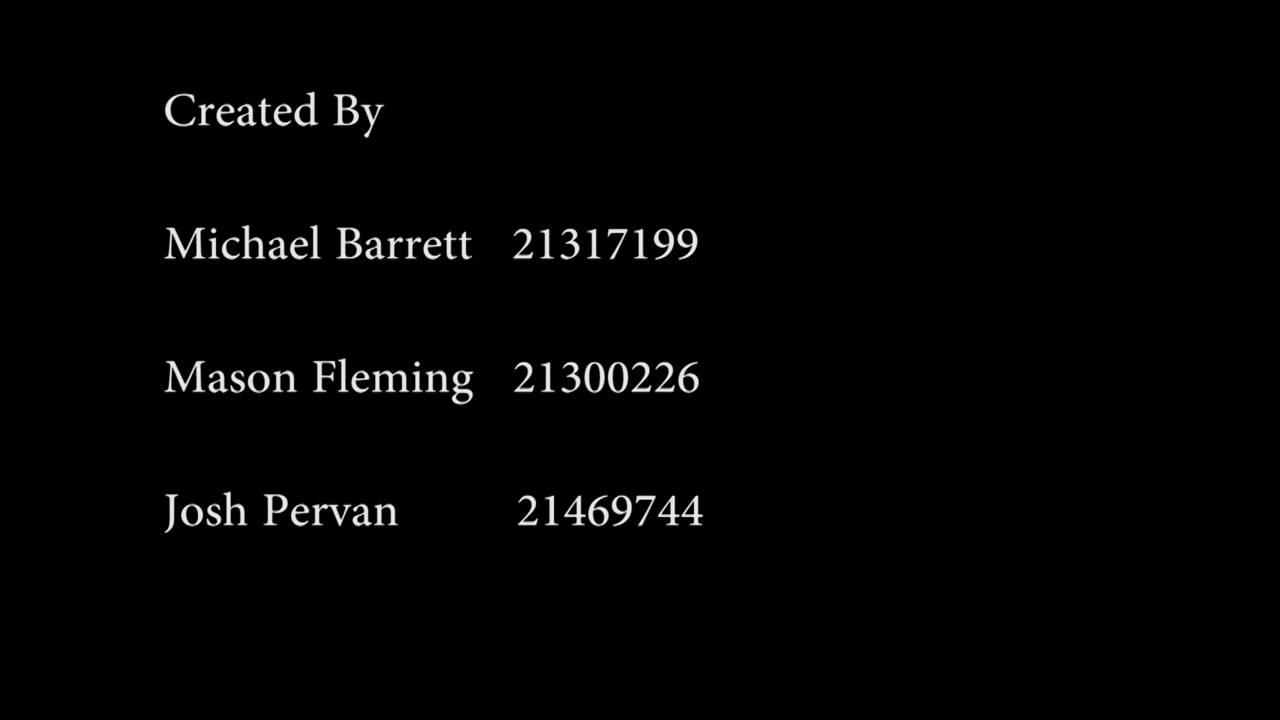 Created By
Michael Barrett 21317199
Mason Fleming 21300226
Josh Pervan 21469744